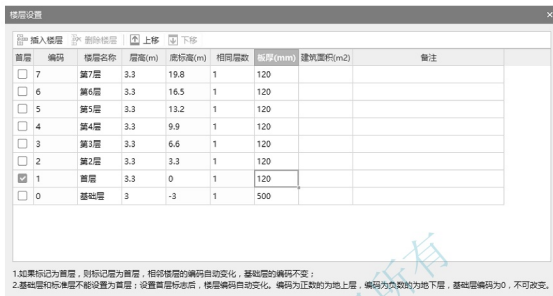 楼层设置
插入楼层 删除楼层 上移 下移
首层 编码 楼层名称 层高(m) 底标高(m) 相同层数 板厚(mm) 建筑面积(m2) 备注
7 第7层 3.3 19.8 1 120
6 第6层 3.3 16.5 1 120
5 第5层 3.3 13.2 1 120
4 第4层 3.3 9.9 1 120
3 第3层 3.3 6.6 1 120
2 第2层 3.3 3.3 1 120
1 首层 3.3 0 1 120
0 基础层 3 -3 1 500
1.如果标记为首层，则标记层为首层，相邻楼层的编码自动变化，基础层的编码不变；
2.基础层和标准层不能设置为首层；设置首层标志后，楼层编码自动变化。编码为正数的为地上层，编码为负数的为地下层，基础层编码为0，不可改变。
所有